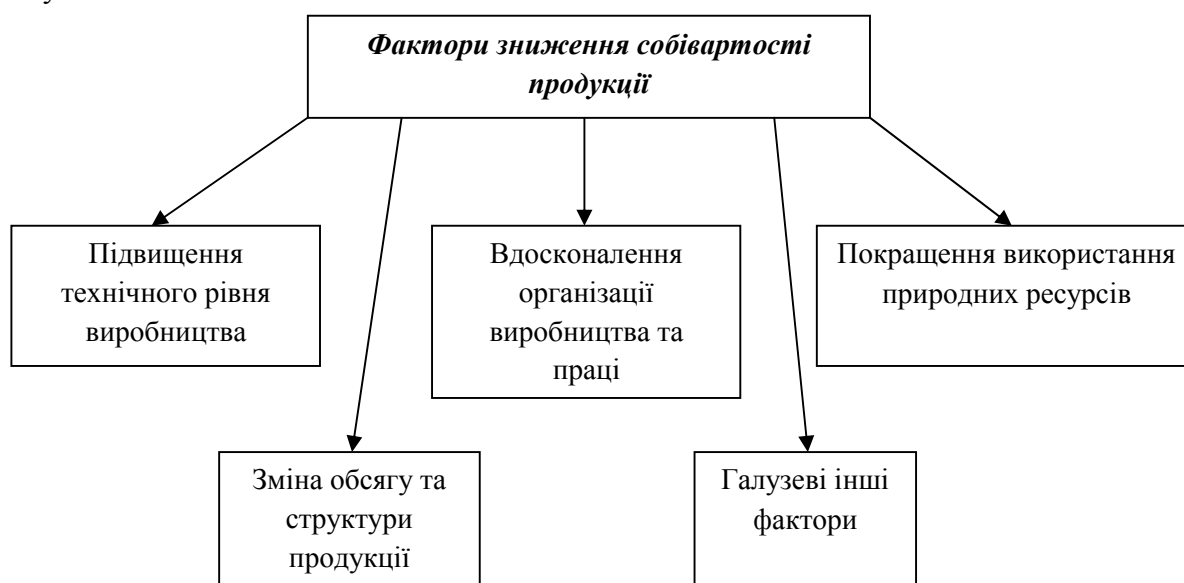 Фактори зниження собівартості
продукції
Підвищення
технічного рівня
виробництва
Вдосконалення
організації
виробництва та
праці
Покращення використання
природних ресурсів
Зміна обсягу та
структури
продукції
Галузеві інші
фактори